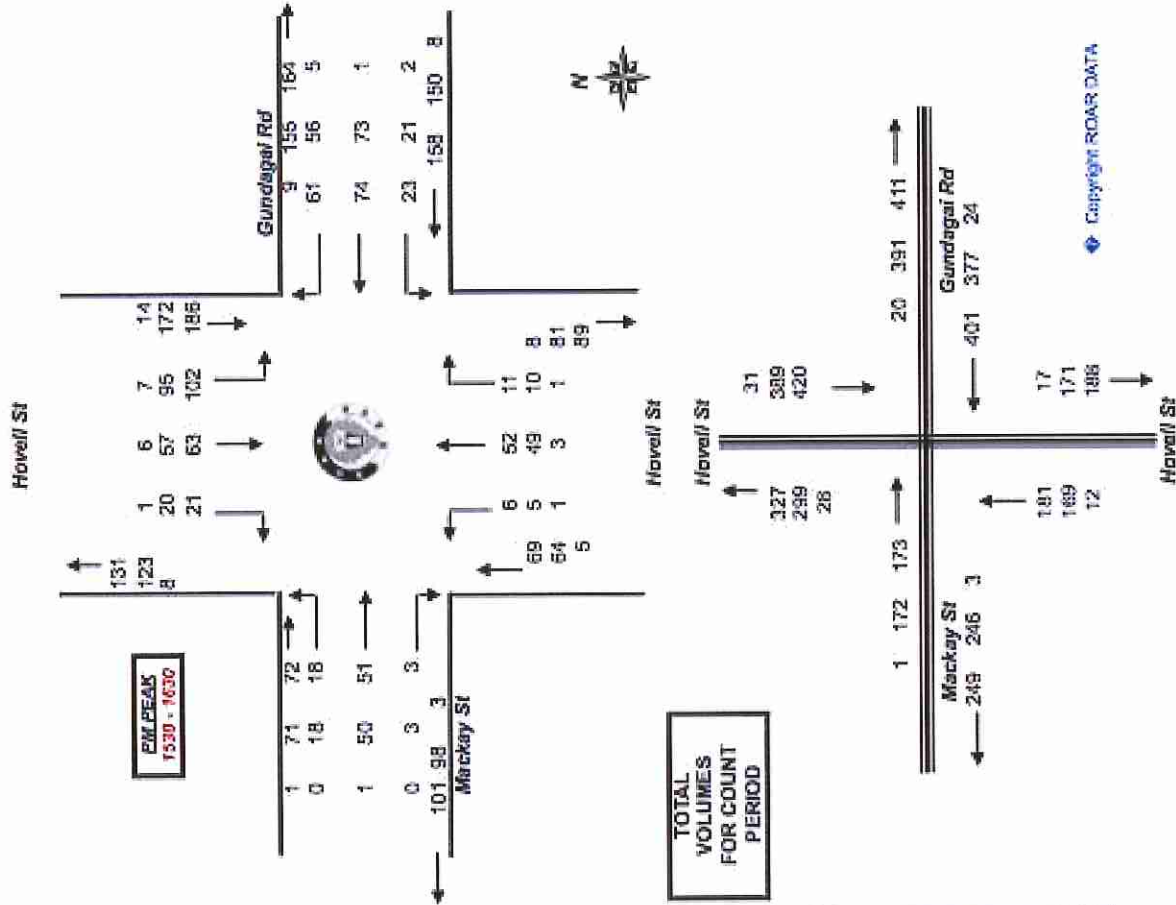 Hovell St
PM PEAK
1530 - 1630
131
123
8
1
20
21
6
57
63
7
95
102
14
172
186
Gundagai Rd
9 155 164
61 56 5
74 73 1
23 21 2
158 150 8
1 71 72
0 18 18
1 50 51
0 3 3
101 98 3
Mackay St
69
64
5
6
5
1
52
49
3
11
10
1
8
81
89
Hovell St
N
TOTAL
VOLUMES
FOR COUNT
PERIOD
Hovell St
327
299
28
31
389
420
1 172 173
Mackay St
249 246 3
20 391 411
Gundagai Rd
401 377 24
181
169
12
17
171
188
Hovell St
Copyright ROAR DATA